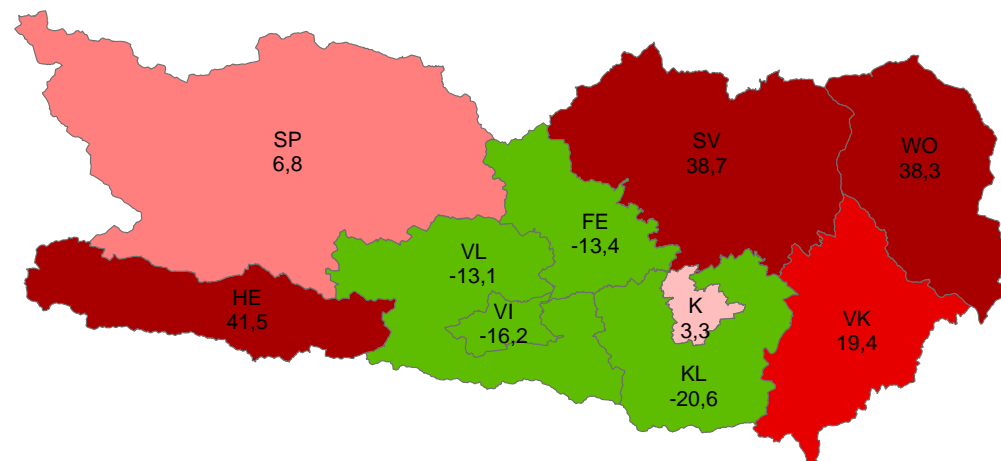 SP
6,8
SV
38,7
WO
38,3
FE
-13,4
VL
-13,1
HE
41,5
VI
-16,2
K
3,3
VK
19,4
KL
-20,6